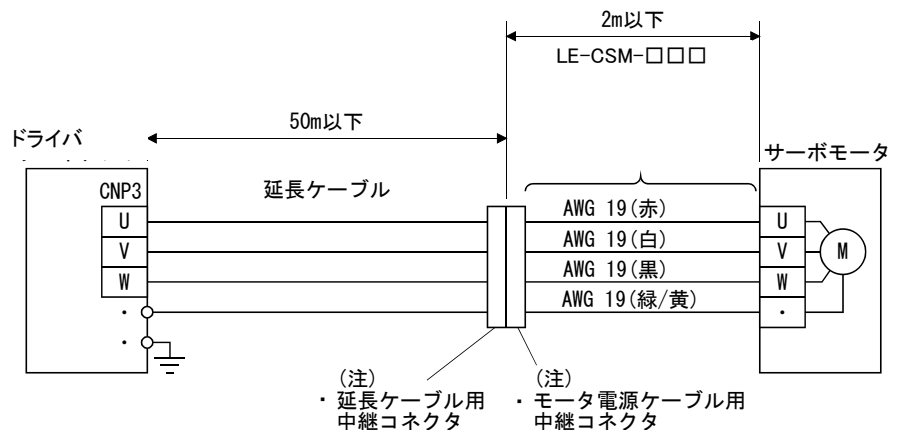 2m以下
LE-CSM-□□□
50m以下
ドライバ
サーボモータ
CNP3
延長ケーブル
U
V
W
・
・
AWG 19(赤)
AWG 19(白)
AWG 19(黒)
AWG 19(緑/黄)
U
V
W
・
M
(注)
・延長ケーブル用
中継コネクタ
(注)
・モータ電源ケーブル用
中継コネクタ